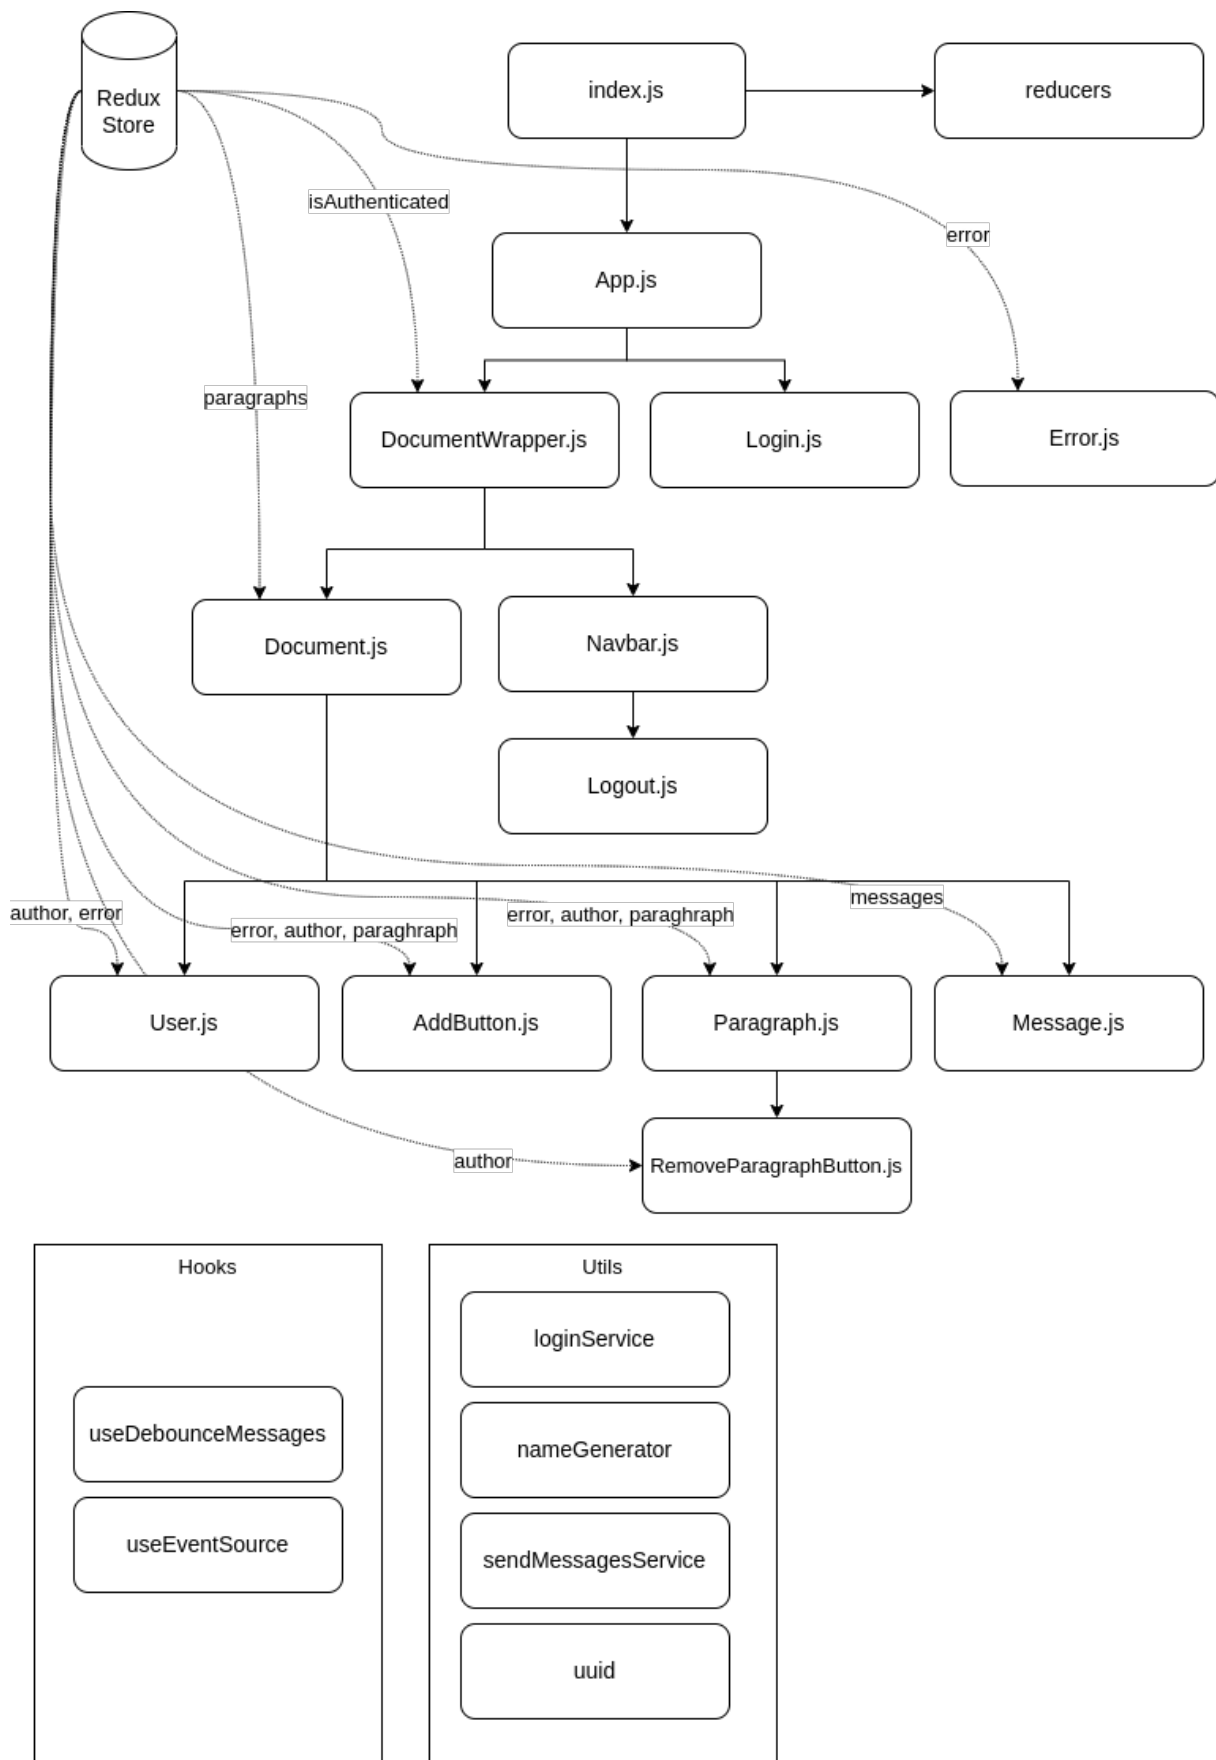 Redux
Store
index.js
reducers
isAuthenticated
error
App.js
paragraphs
DocumentWrapper.js
Login.js
Error.js
Document.js
Navbar.js
Logout.js
author, error
error, author, paraghraph
error, author, paraghraph
messages
User.js
AddButton.js
Paragraph.js
Message.js
author
RemoveParagraphButton.js
Hooks
useDebounceMessages
useEventSource
Utils
loginService
nameGenerator
sendMessagesService
uuid